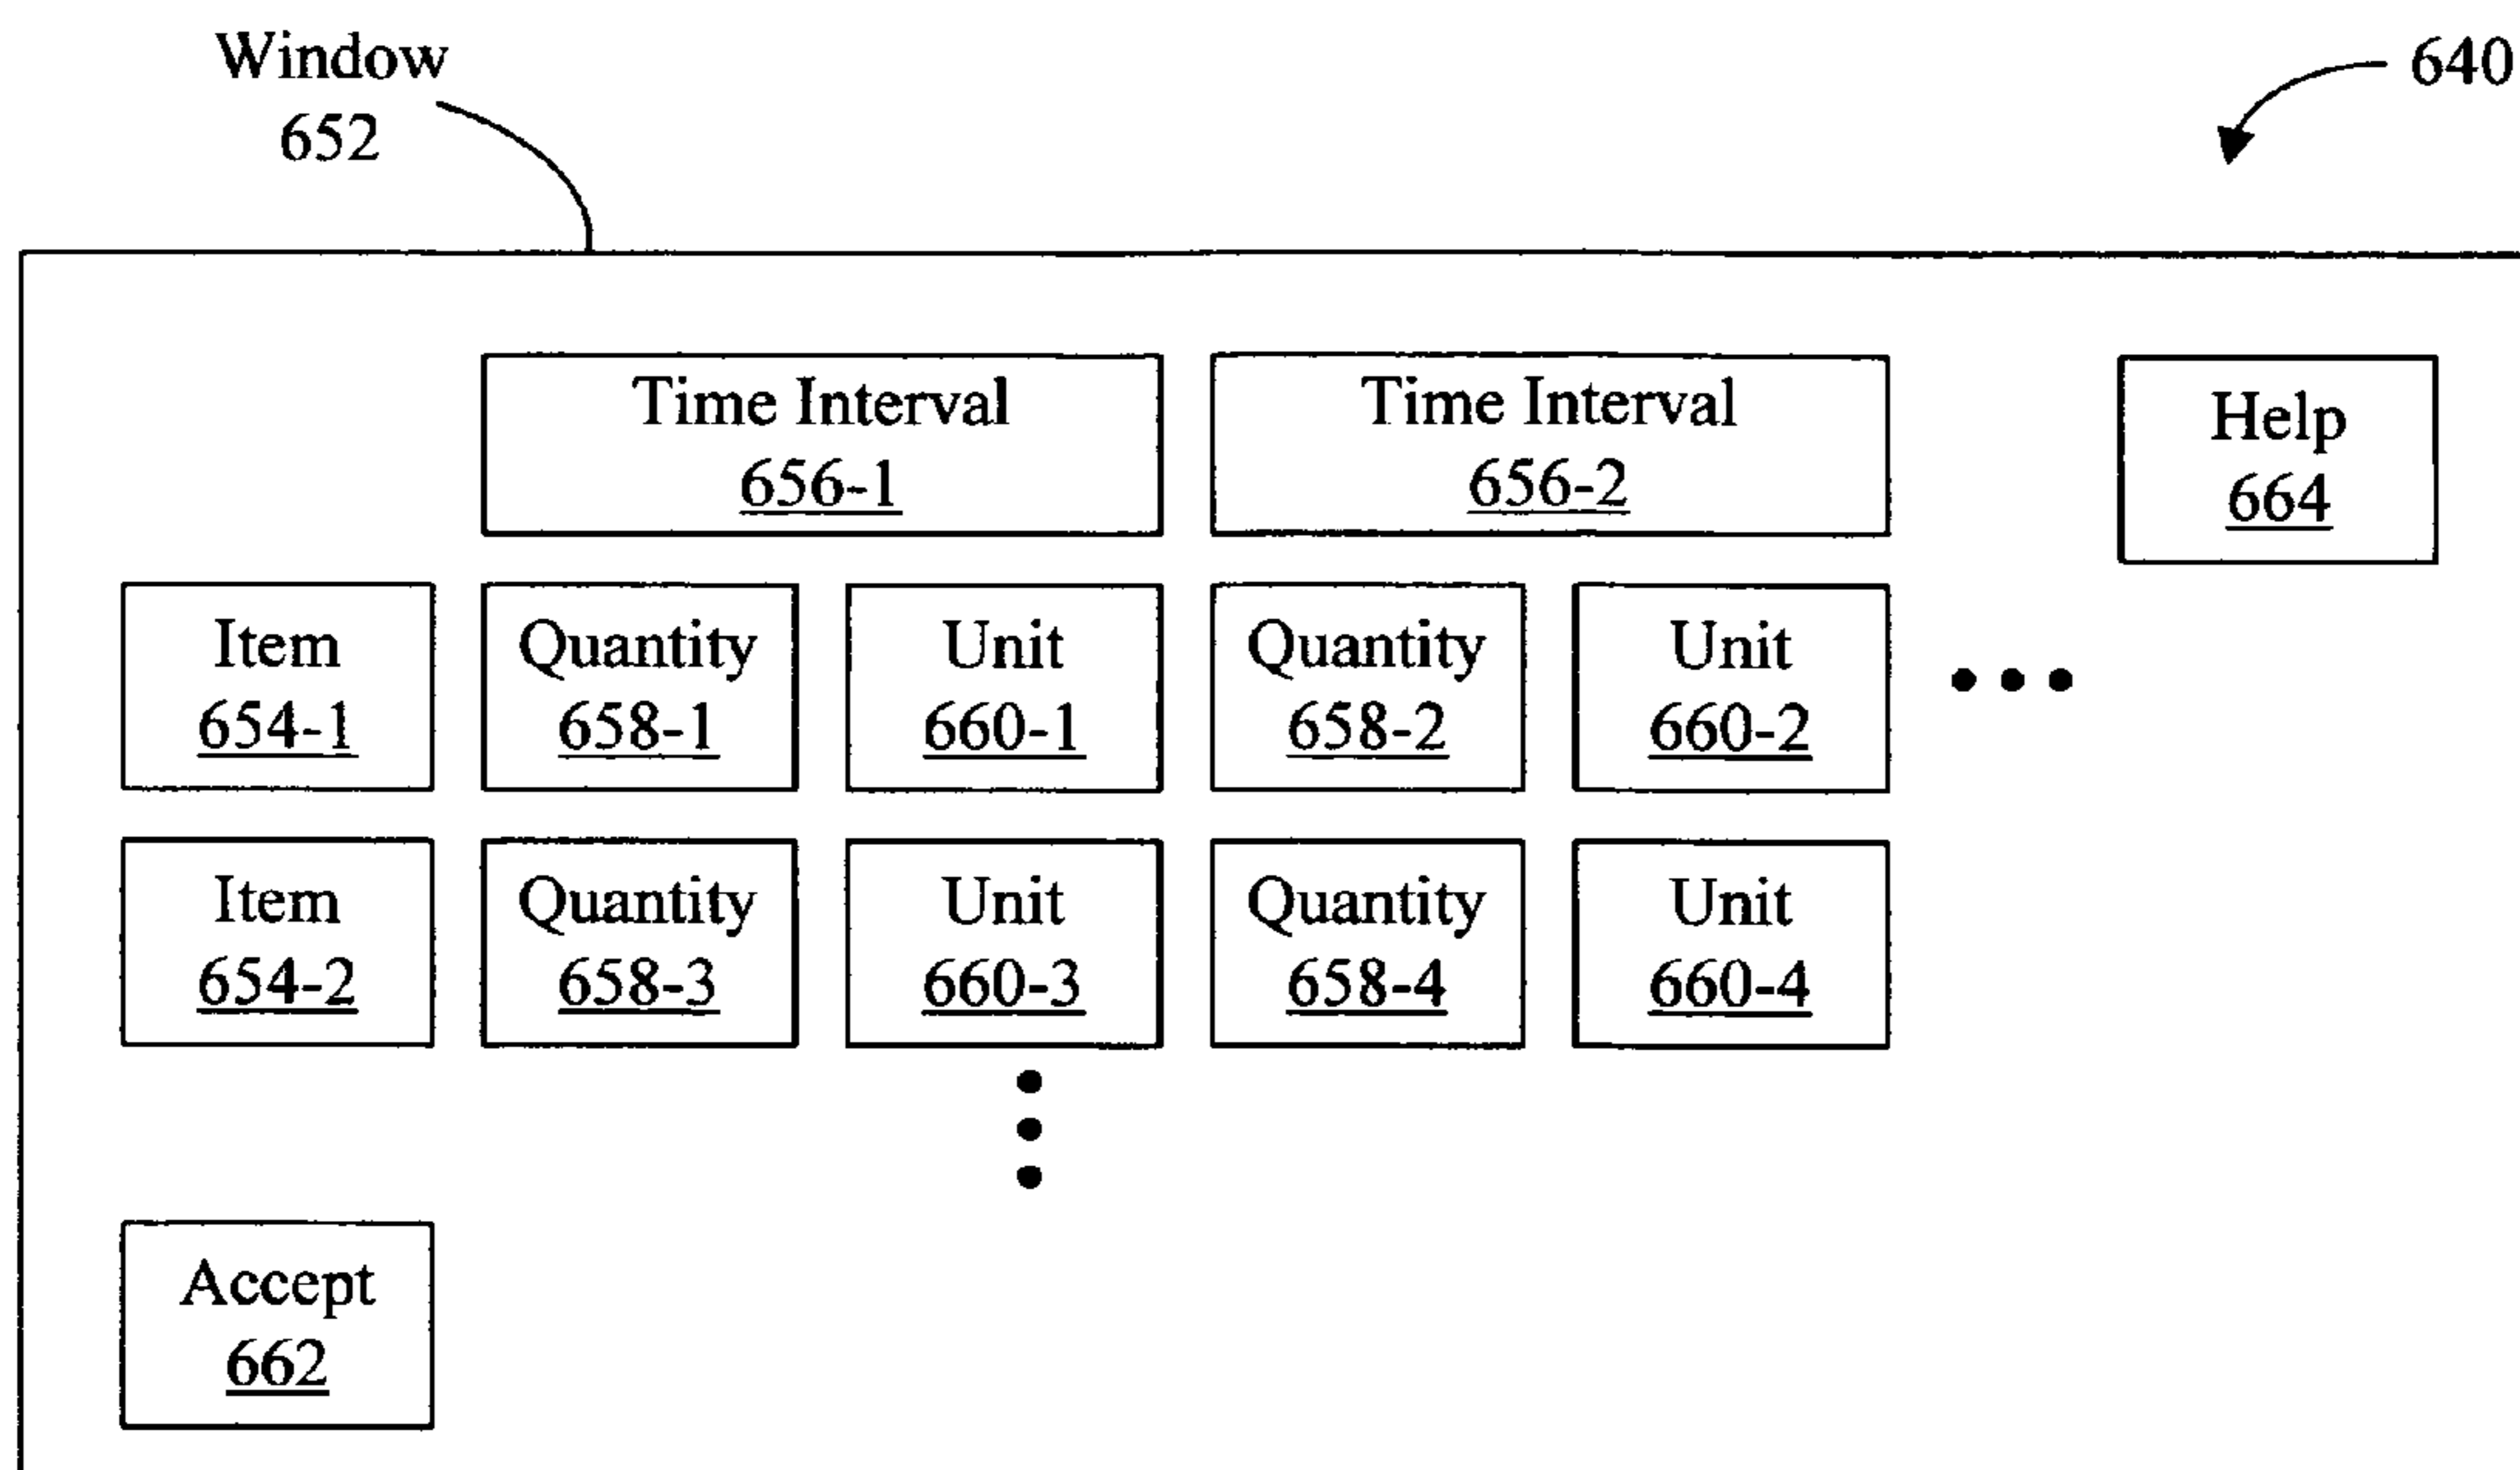 Window
652
640
Time Interval
656-1
Time Interval
656-2
Help
664
Item
654-1
Quantity
658-1
Unit
660-1
Quantity
658-2
Unit
660-2
Item
654-2
Quantity
658-3
Unit
660-3
Quantity
658-4
Unit
660-4
Accept
662